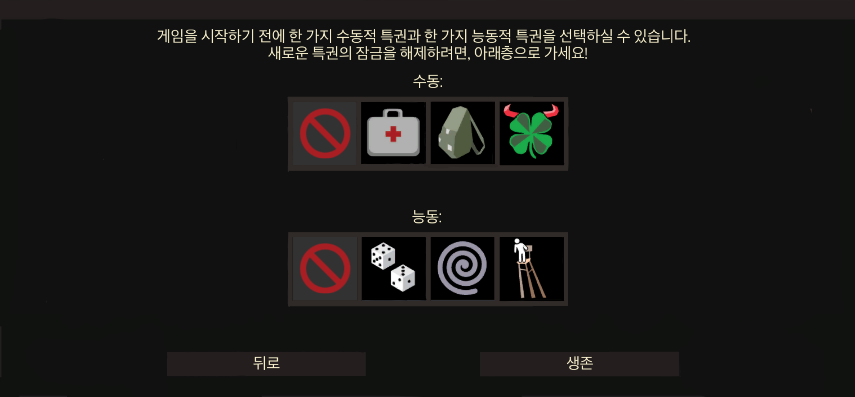 게임을 시작하기 전에 한 가지 수동적 특권과 한 가지 능동적 특권을 선택하실 수 있습니다.
새로운 특권의 잠금을 해제하려면, 아래층으로 가세요!
수동:
능동:
뒤로
생존